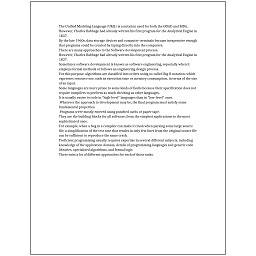 The Unified Modeling Language (UML) is a notation used for both the OOAD and MDA.
However, Charles Babbage had already written his first program for the Analytical Engine in
1837.
By the late 1960s, data storage devices and computer terminals became inexpensive enough
that programs could be created by typing directly into the computers.
There are many approaches to the Software development process.
However, Charles Babbage had already written his first program for the Analytical Engine in
1837.
Sometimes software development is known as software engineering, especially when it
employs formal methods or follows an engineering design process.
For this purpose, algorithms are classified into orders using so-called Big O notation, which
expresses resource use, such as execution time or memory consumption, in terms of the size
of an input.
Some languages are more prone to some kinds of faults because their specification does not
require compilers to perform as much checking as other languages.
It is usually easier to code in "high-level" languages than in "low-level" ones.
Whatever the approach to development may be, the final program must satisfy some
fundamental properties.
Programs were mostly entered using punched cards or paper tape.
They are the building blocks for all software, from the simplest applications to the most
sophisticated ones.
For example, when a bug in a compiler can make it crash when parsing some large source
file, a simplification of the test case that results in only few lines from the original source file
can be sufficient to reproduce the same crash.
Proficient programming usually requires expertise in several different subjects, including
knowledge of the application domain, details of programming languages and generic code
libraries, specialized algorithms, and formal logic.
There exist a lot of different approaches for each of those tasks.